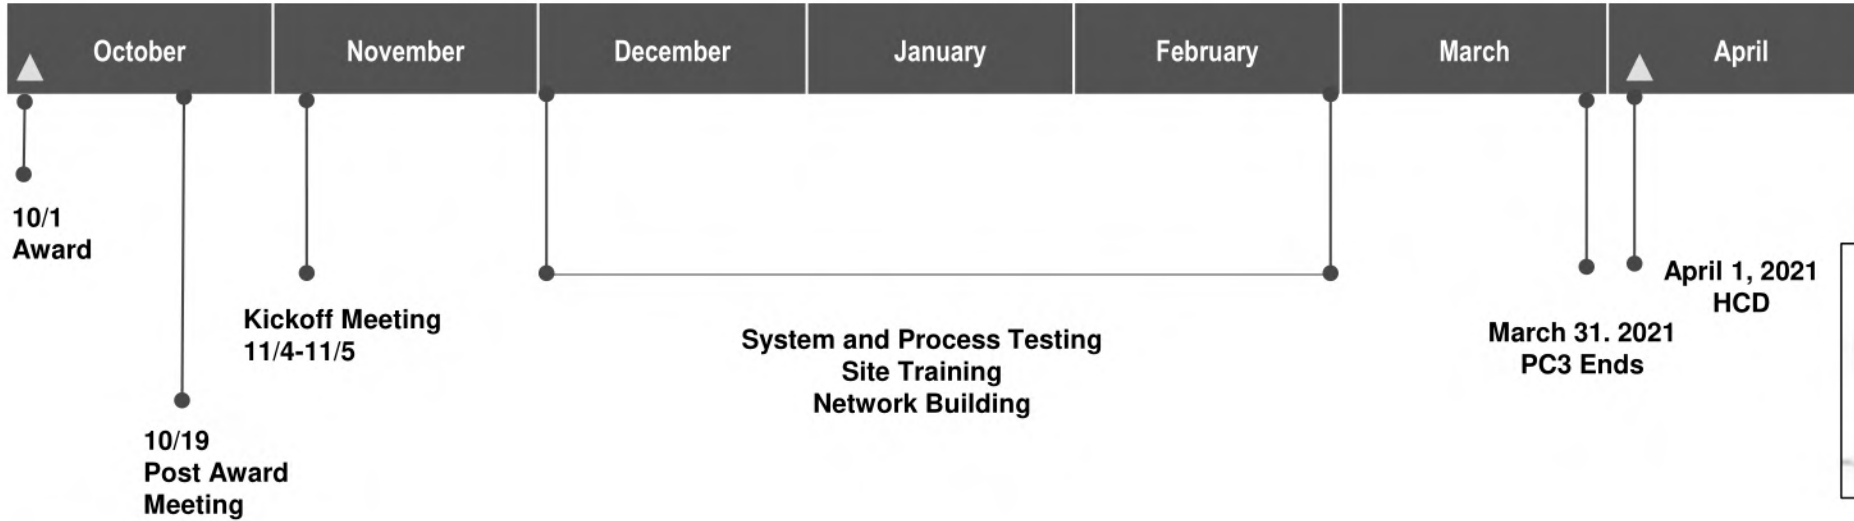 October November December January February March April
10/1
Award
10/19
Post Award
Meeting
Kickoff Meeting
11/4-11/5
System and Process Testing
Site Training
Network Building
March 31. 2021
PC3 Ends
April 1, 2021
HCD